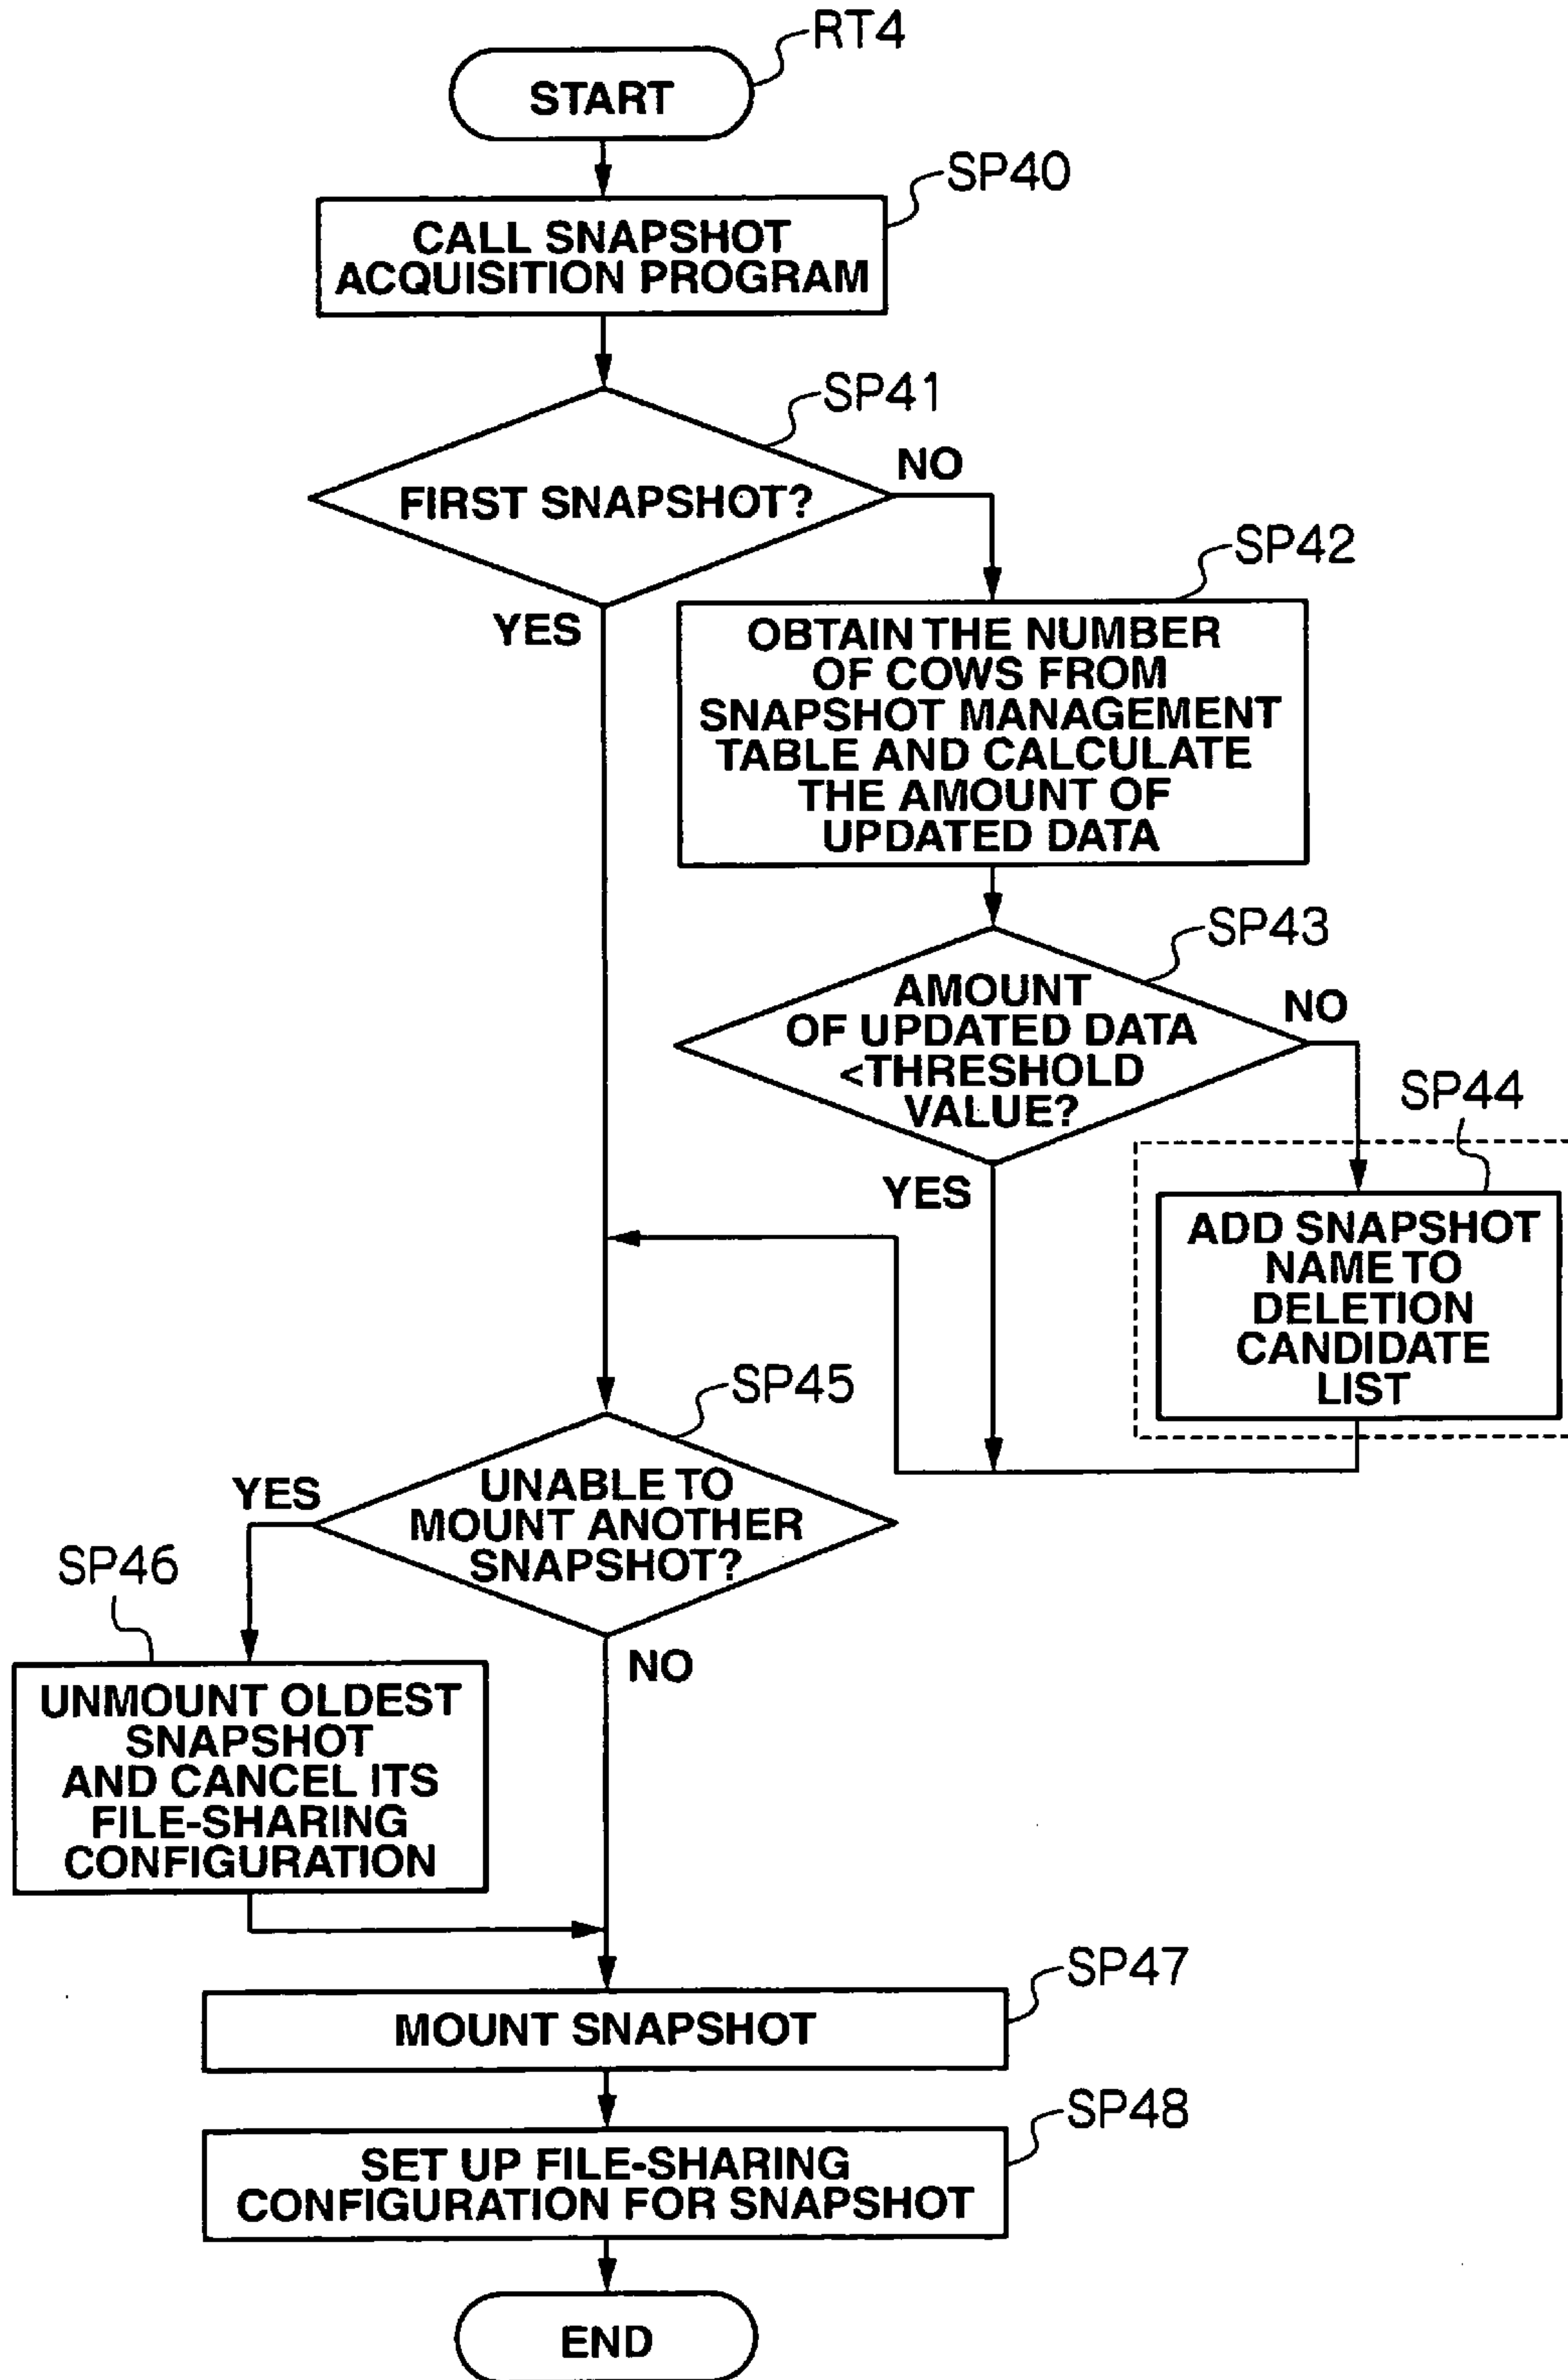 RT4
START
SP40
CALL SNAPSHOT
ACQUISITION PROGRAM
SP41
FIRST SNAPSHOT?
NO
YES
SP42
OBTAIN THE NUMBER
OF COWS FROM
SNAPSHOT MANAGEMENT
TABLE AND CALCULATE
THE AMOUNT OF
UPDATED DATA
SP43
AMOUNT
OF UPDATED DATA
<THRESHOLD
VALUE?
NO
YES
SP44
ADD SNAPSHOT
NAME TO
DELETION
CANDIDATE
LIST
SP45
UNABLE TO
MOUNT ANOTHER
SNAPSHOT?
YES
NO
SP46
UNMOUNT OLDEST
SNAPSHOT
AND CANCEL ITS
FILE-SHARING
CONFIGURATION
SP47
MOUNT SNAPSHOT
SP48
SET UP FILE-SHARING
CONFIGURATION FOR SNAPSHOT
END